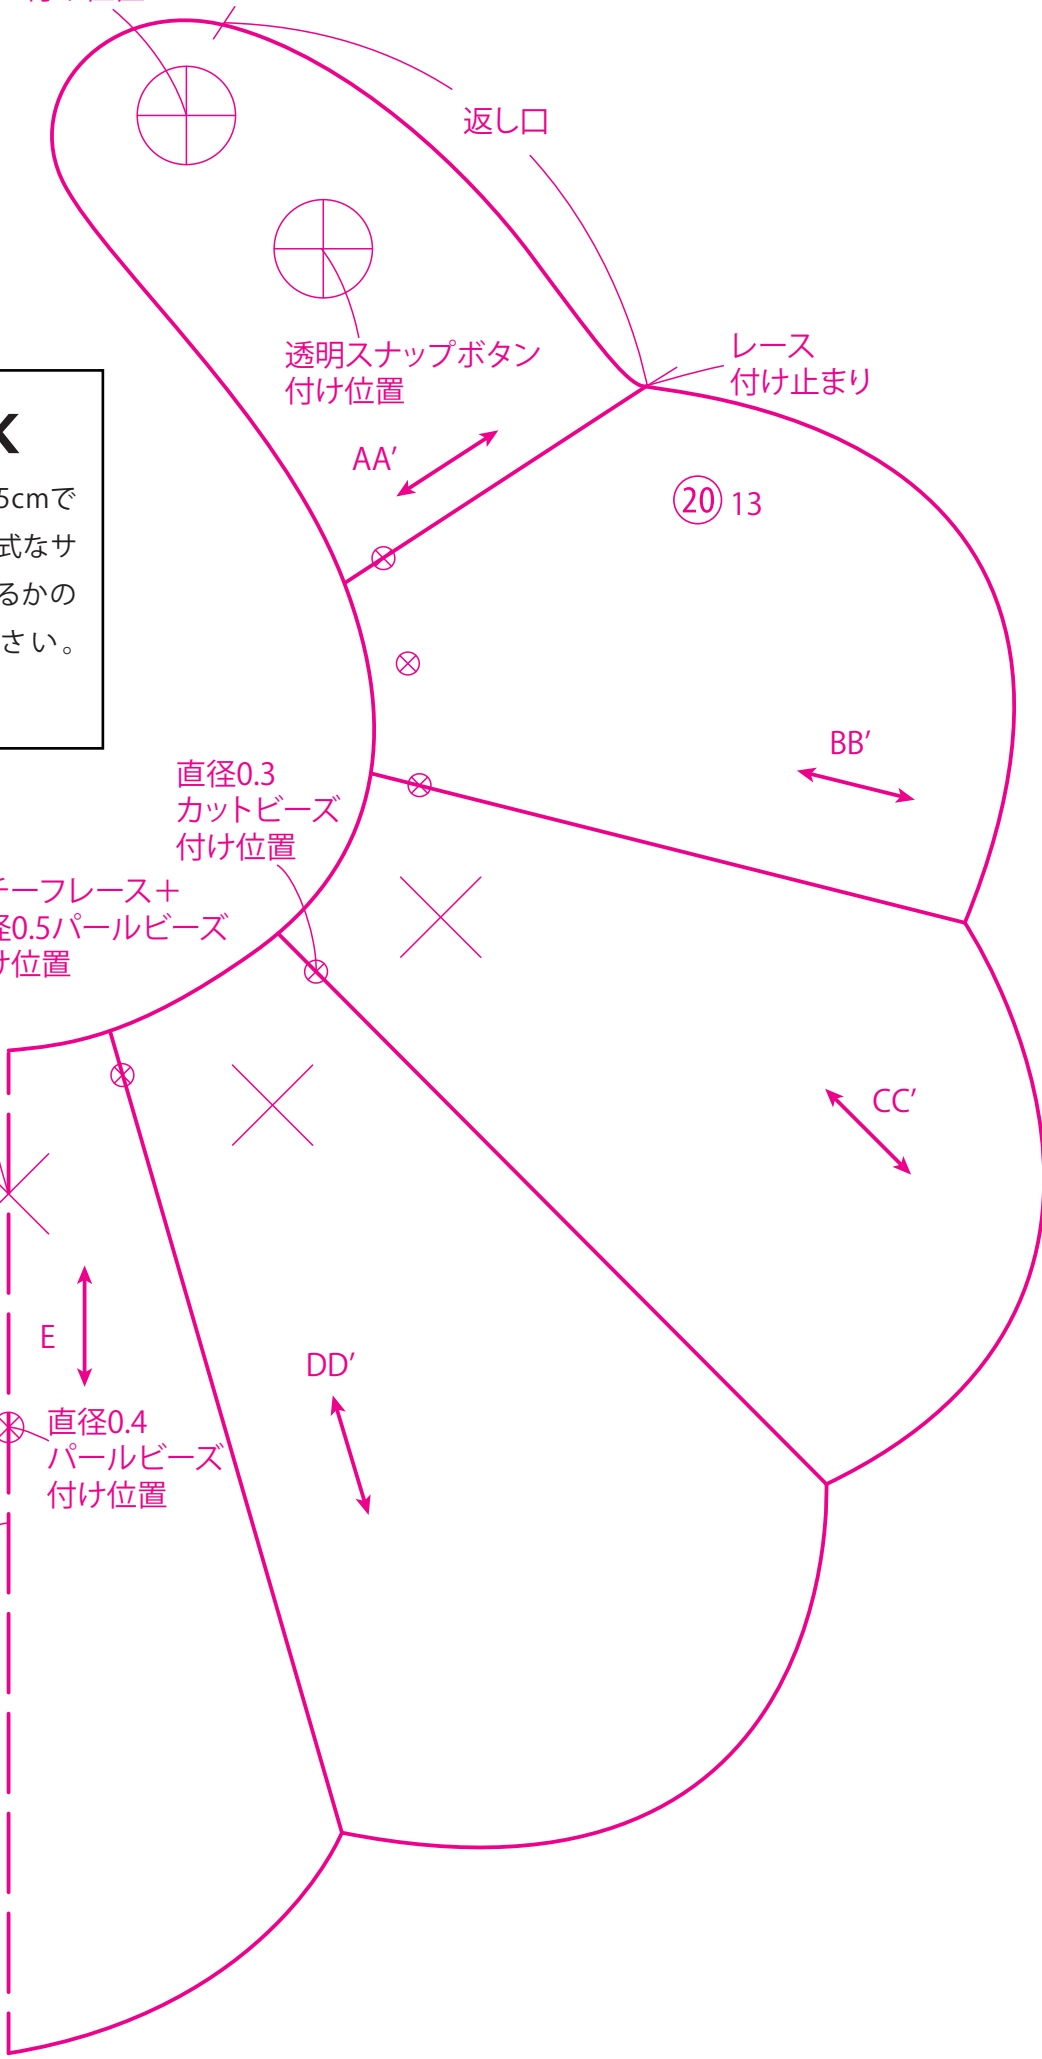 返し口
透明スナップボタン
付け位置
レース
付け止まり
K
5cmで
式なサ
るかの
さい。
AA'
20 13
BB'
直径0.3
カットビーズ
付け位置
チーフレース+
径0.5パールビーズ
け位置
CC'
E
DD'
直径0.4
パールビーズ
付け位置